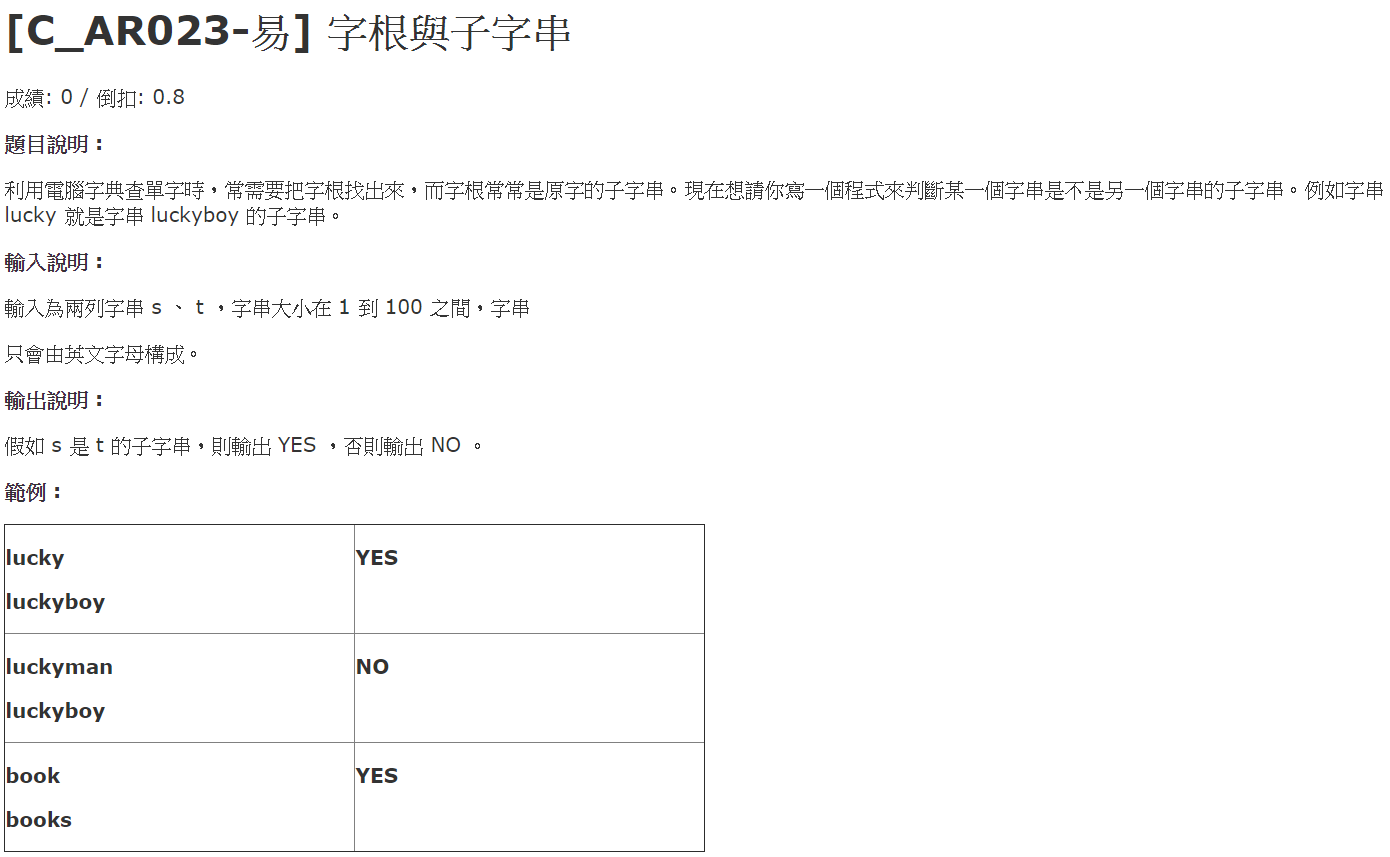 [C_AR023-易] 字根與子字串
成績: 0 / 倒扣: 0.8
題目說明：
利用電腦字典查單字時，常需要把字根找出來，而字根常常是原字的子字串。現在想請你寫一個程式來判斷某一個字串是不是另一個字串的子字串。例如字串
lucky 就是字串 luckyboy 的子字串。
輸入說明：
輸入為兩列字串 s 、 t ，字串大小在 1 到 100 之間，字串
只會由英文字母構成。
輸出說明：
假如 s 是 t 的子字串，則輸出 YES ，否則輸出 NO 。
範例：
lucky YES
luckyboy
luckyman NO
luckyboy
book YES
books